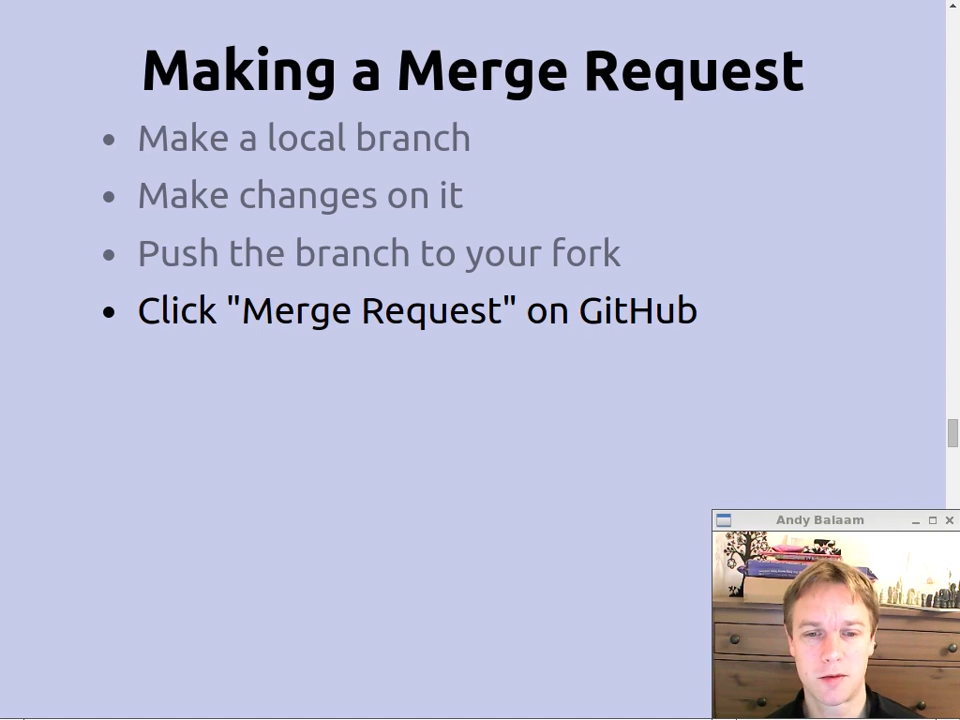 Making a Merge Request
• Make a local branch
• Make changes on it
• Push the branch to your fork
• Click "Merge Request" on GitHub
Andy Balaam